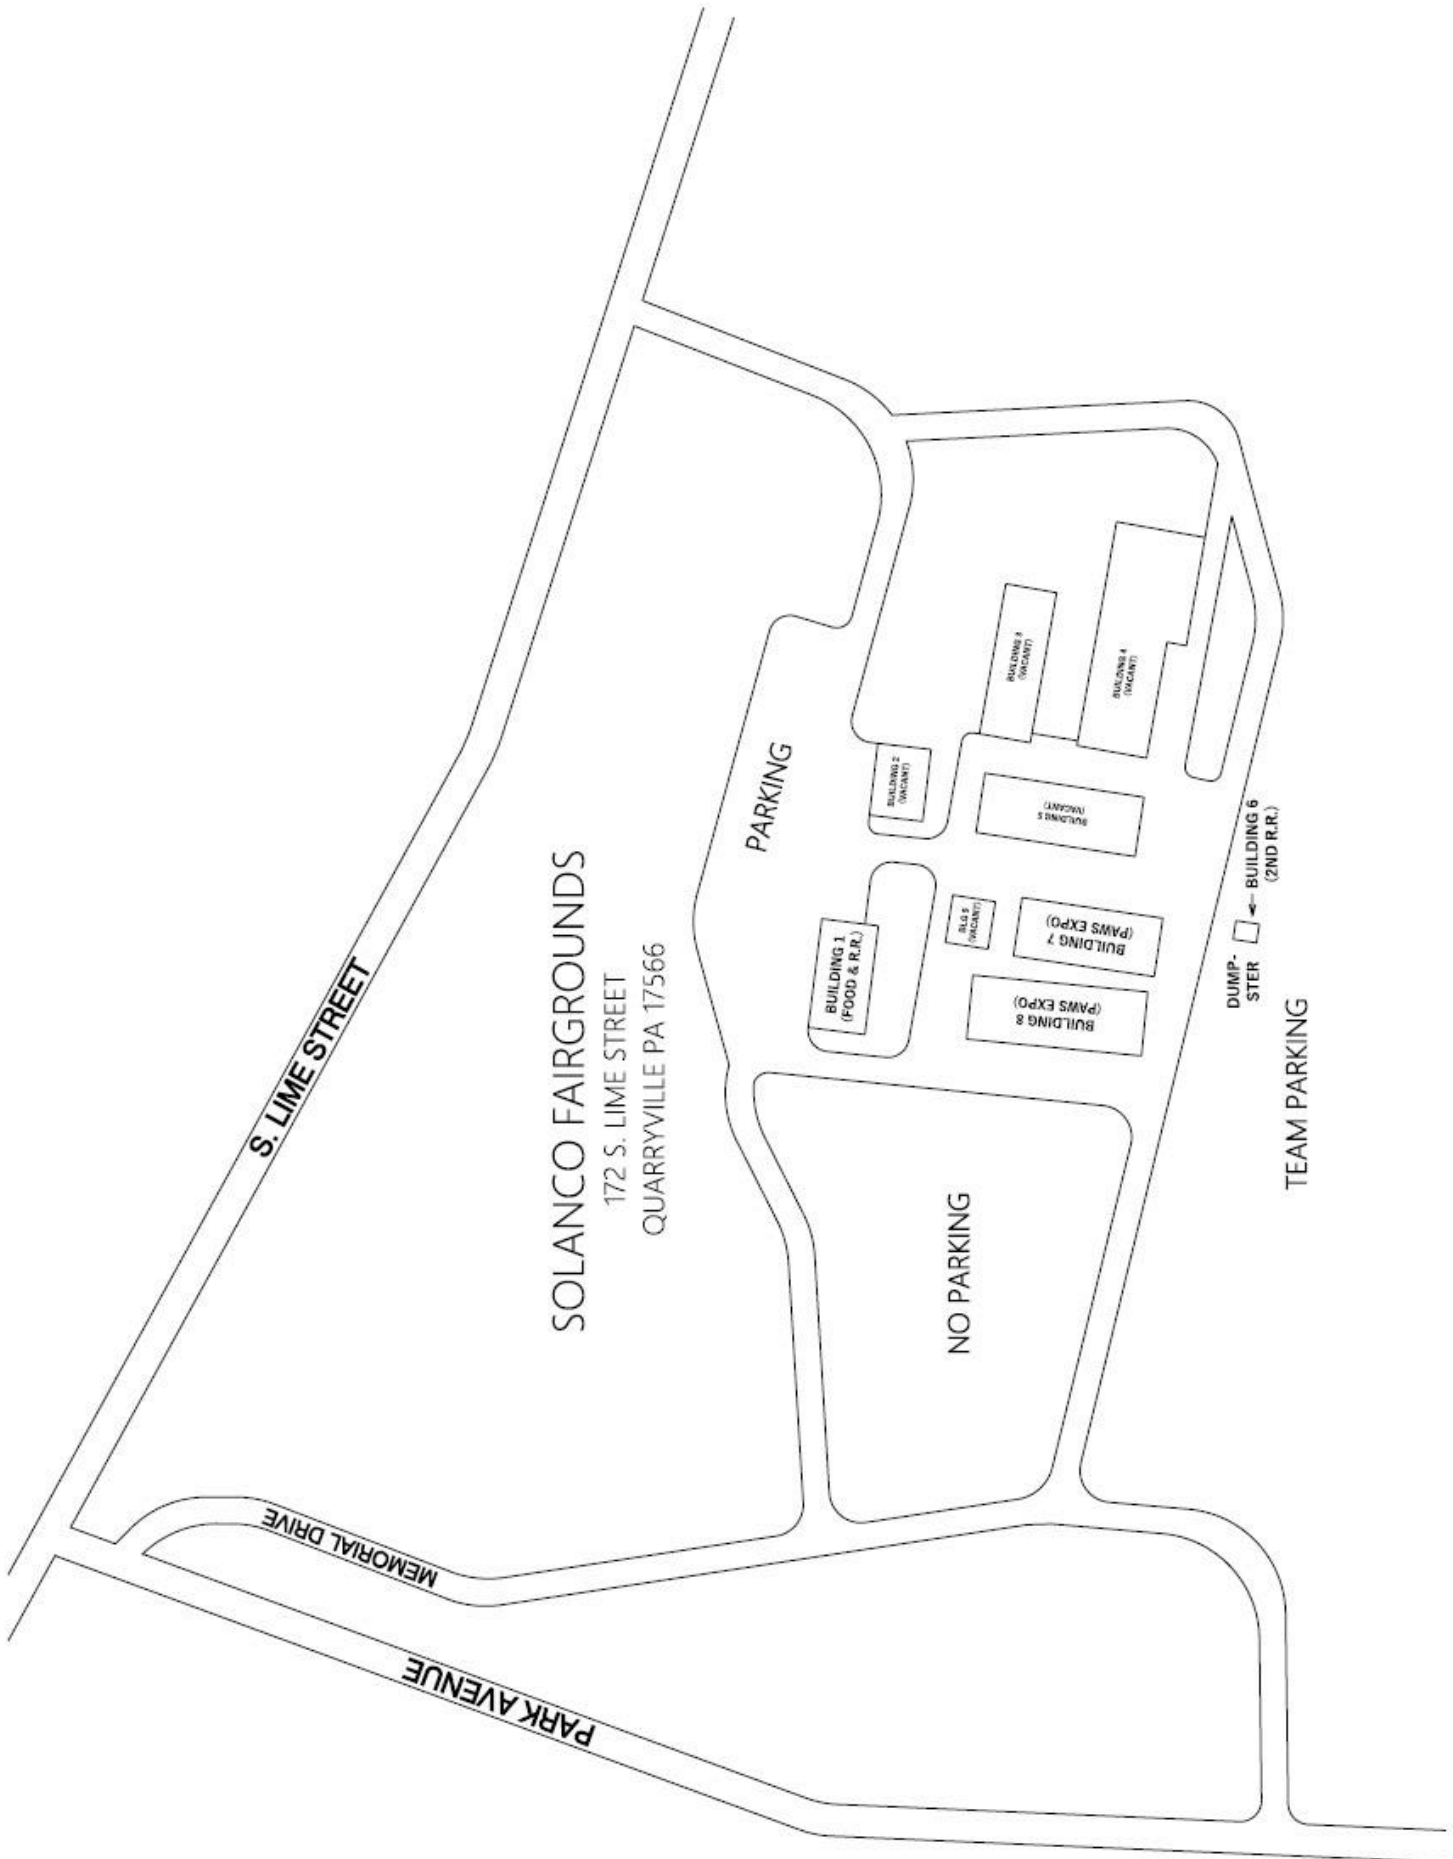 S. LIME STREET
SOLANCO FAIRGROUNDS
172 S. LIME STREET
QUARRYVILLE PA 17566
PARKING
BUILDING 2
(VACANT)
BUILDING 3
(VACANT)
BUILDING 4
(VACANT)
BUILDING 5
(VACANT)
BUILDING 1
(FOOD & R.R.)
(VACANT)
BUILDING 7
(PAWS EXPO)
BUILDING 8
(PAWS EXPO)
DUMP-
STER
BUILDING 6
(2ND R.R.)
TEAM PARKING
NO PARKING
MEMORIAL DRIVE
PARK AVENUE